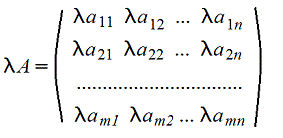 λa₁₁ λa₁₂ ... λa₁ₙ
λa₂₁ λa₂₂ ... λa₂ₙ
λA =
................................
λaₘ₁ λaₘ₂ ... λaₘₙ